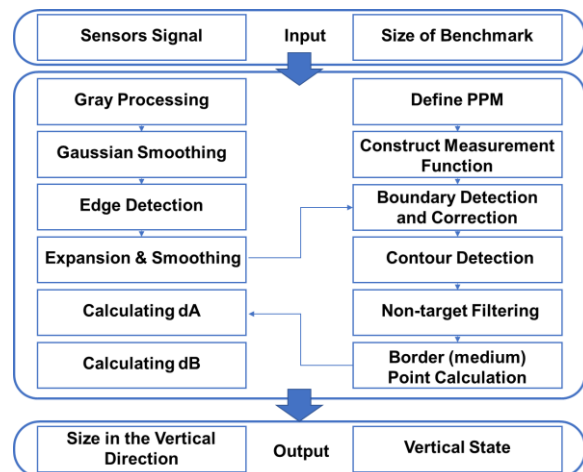 Sensors Signal
Input
Size of Benchmark
Gray Processing
Gaussian Smoothing
Edge Detection
Expansion & Smoothing
Calculating dA
Calculating dB
Define PPM
Construct Measurement
Function
Boundary Detection
and Correction
Contour Detection
Non-target Filtering
Border (medium)
Point Calculation
Size in the Vertical
Direction
Output
Vertical State